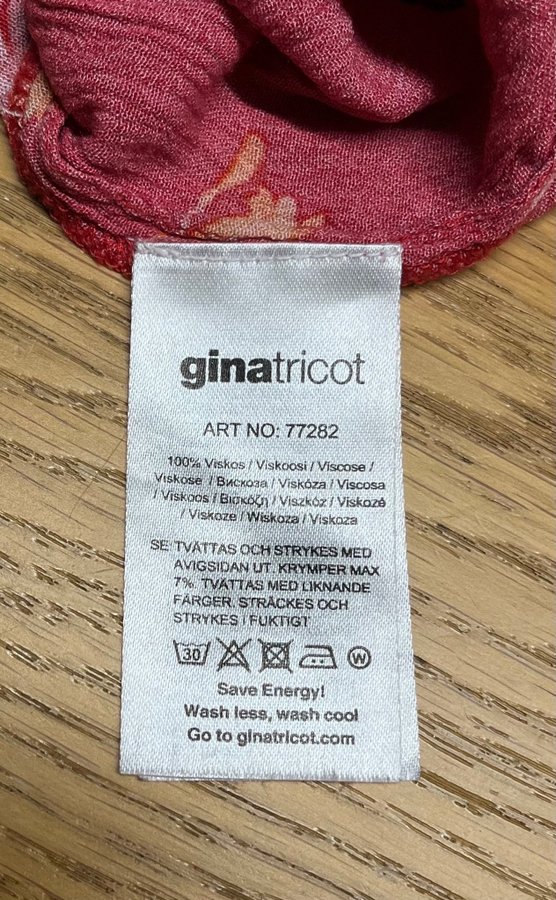 ginatricot
ART NO: 77282
100% Viskos / Viskoosi / Viscose /
Viskose / Вискоза / Viskóza / Viscosa
/ Viskoos / Βισκόζη / Viszkóz / Viskozė
/ Viskoze / Wiskoza / Viskoza
SE: TVÄTTAS OCH STRYKES MED
AVIGSIDAN UT. KRYMPER MAX
7%. TVÄTTAS MED LIKNANDE
FÄRGER. STRÄCKES OCH
STRYKES I FUKTIGT
30 W
Save Energy!
Wash less, wash cool
Go to ginatricot.com